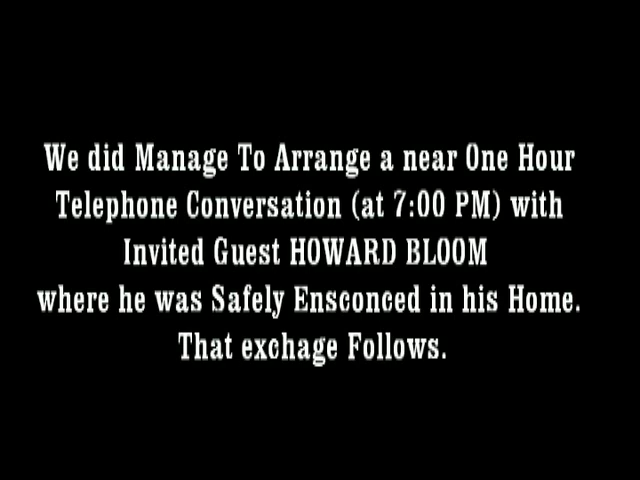 We did Manage To Arrange a near One Hour
Telephone Conversation (at 7:00 PM) with
Invited Guest HOWARD BLOOM
where he was Safely Ensconced in his Home.
That exchage Follows.